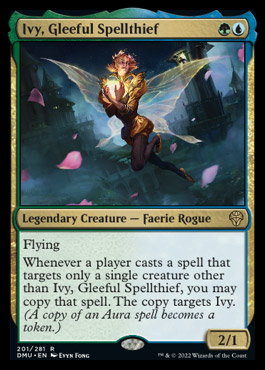 Ivy, Gleeful Spellthief
Legendary Creature — Faerie Rogue
Flying
Whenever a player casts a spell that
targets only a single creature other
than Ivy, Gleeful Spellthief, you may
copy that spell. The copy targets Ivy.
(A copy of an Aura spell becomes a
token.)
2/1
201/281 R
DMU • EN Evyn Fong
™ & © 2022 Wizards of the Coast